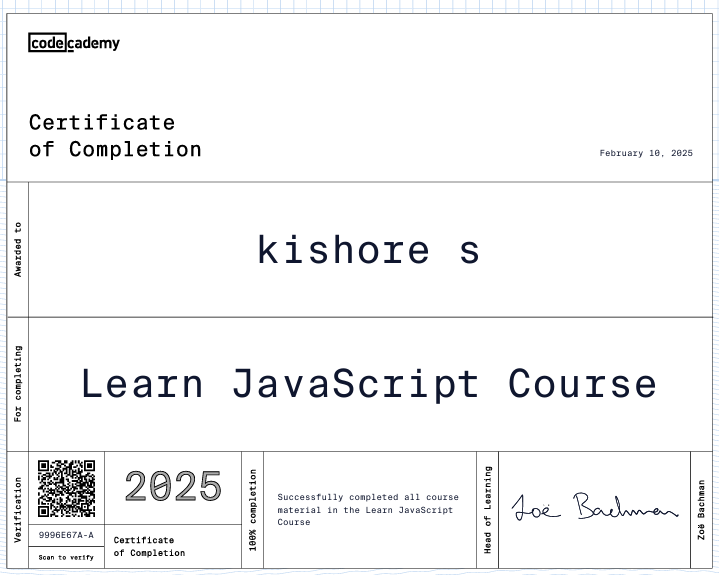 codecademy
Certificate
of Completion
February 10, 2025
Awarded to
kishore s
For completing
Learn JavaScript Course
Verification
9996E67A-A
Scan to verify
2025
Certificate
of Completion
100% completion
Successfully completed all course
material in the Learn JavaScript
Course
Head of Learning
Zoë Bachman
Zoë Bachman